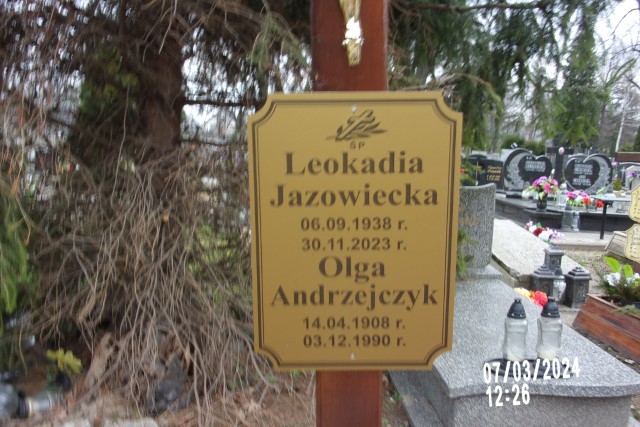 ŚP
Leokadia
Jazowiecka
06.09.1938 r.
30.11.2023 r.
Olga
Andrzejczyk
14.04.1908 r.
03.12.1990 r.
07/03/2024
12:26